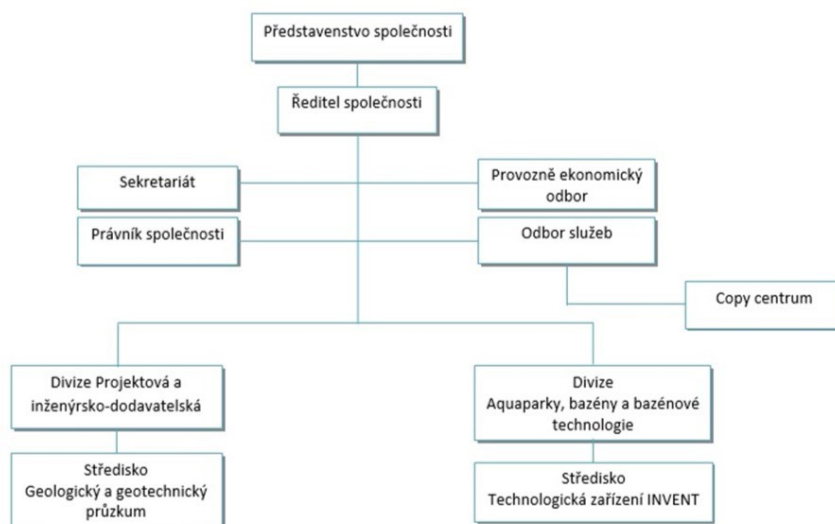 Představenstvo společnosti
Ředitel společnosti
Sekretariát
Provozně ekonomický
odbor
Právník společnosti
Odbor služeb
Copy centrum
Divize Projektová a
inženýrsko-dodavatelská
Divize
Aquaparky, bazény a bazénové
technologie
Středisko
Geologický a geotechnický
průzkum
Středisko
Technologická zařízení INVENT